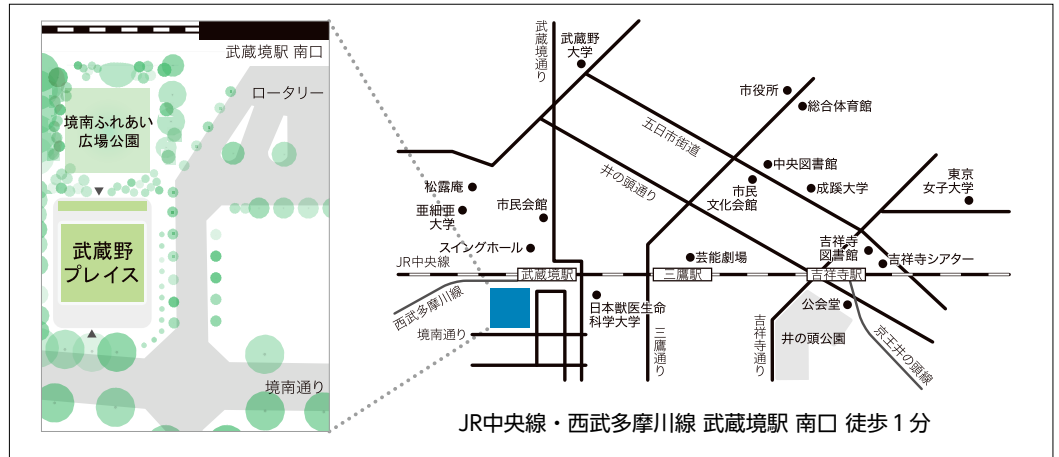 武蔵境駅 南口
ロータリー
境南ふれあい
広場公園
武蔵野
プレイス
境南通り
武蔵境通り
武蔵野
大学
市役所
総合体育館
五日市街道
中央図書館
井の頭通り
市民
文化会館
成蹊大学
東京
女子大学
松露庵
亜細亜
大学
市民会館
スイングホール
吉祥寺
図書館
吉祥寺シアター
芸能劇場
JR中央線
武蔵境駅
三鷹駅
吉祥寺駅
西武多摩川線
日本獣医生命
科学大学
公会堂
境南通り
三鷹通り
吉祥寺通り
井の頭公園
京王井の頭線
JR中央線・西武多摩川線 武蔵境駅 南口 徒歩1分